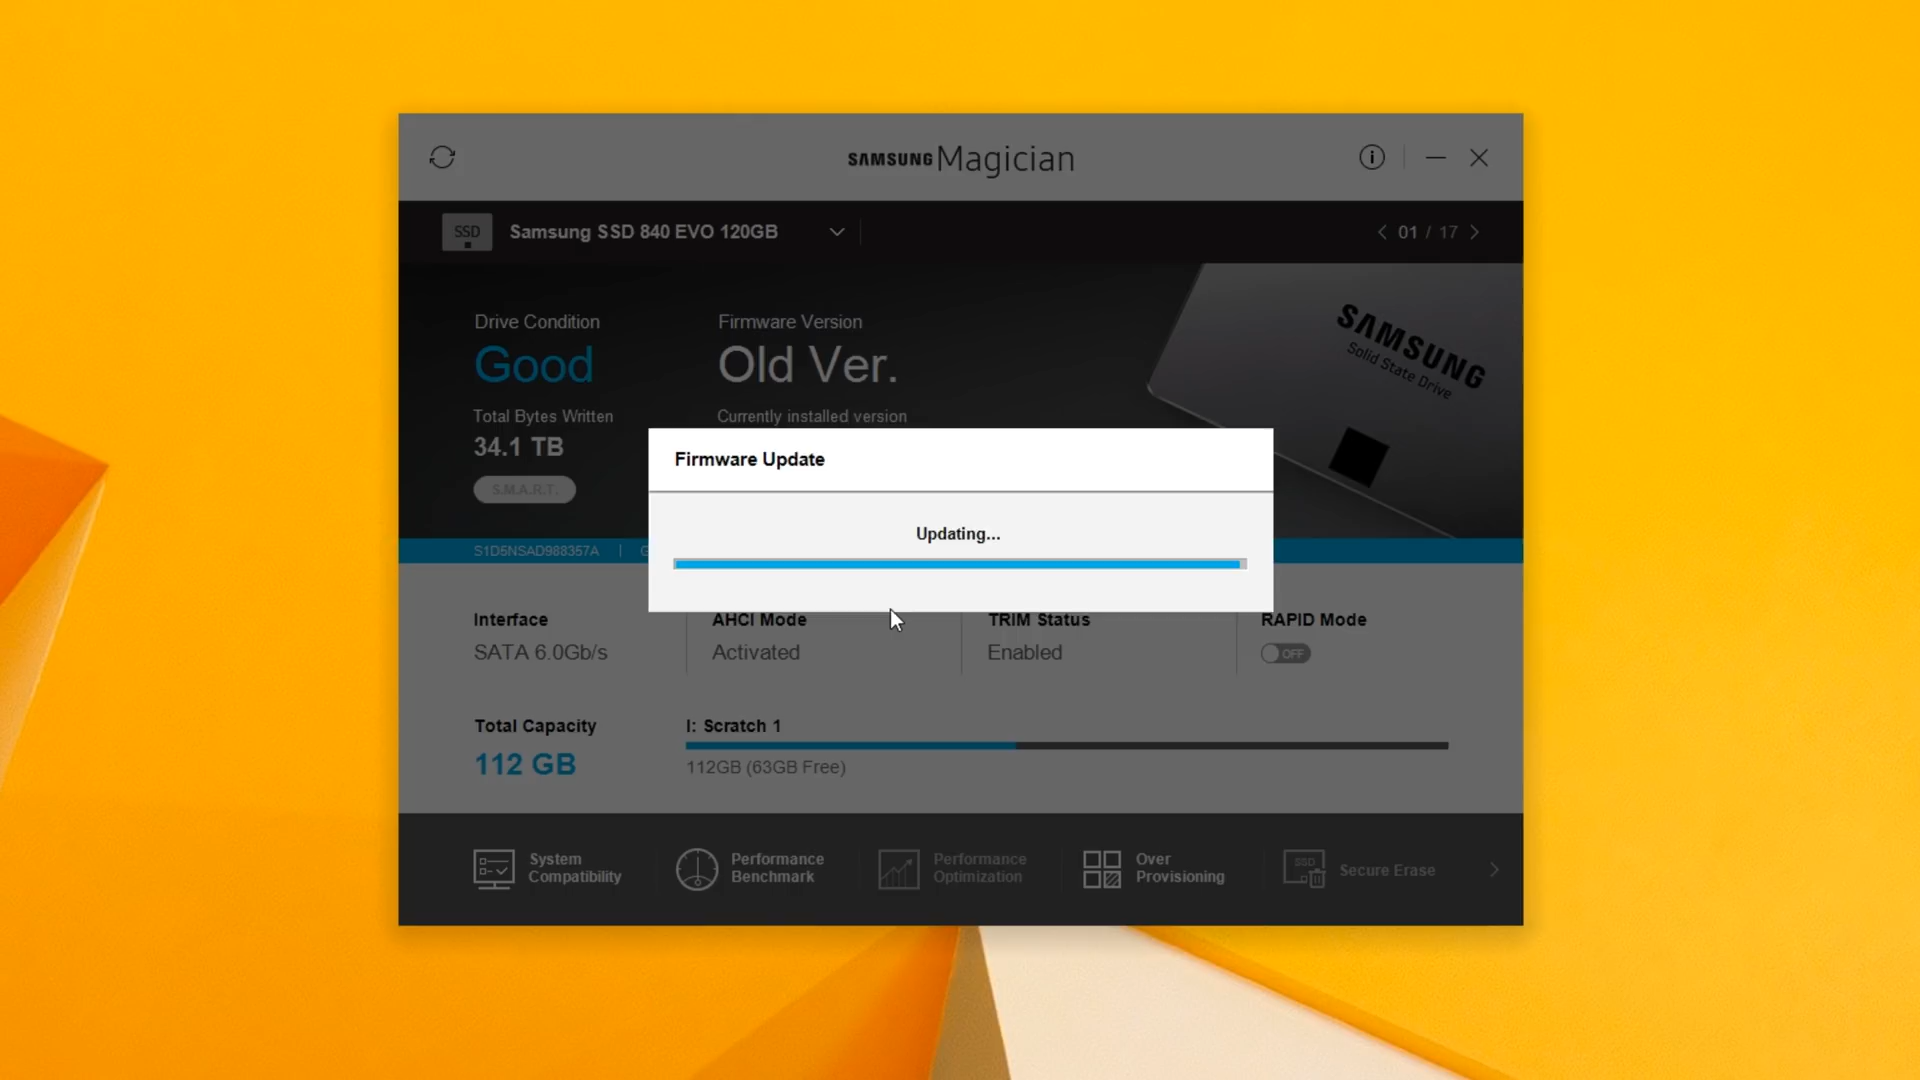 SAMSUNG Magician
SSD
Samsung SSD 840 EVO 120GB
01 / 17
Drive Condition
Firmware Version
Good
Old Ver.
Total Bytes Written
Currently installed version
34.1 TB
S.M.A.R.T.
SAMSUNG
Solid State Drive
Firmware Update
Updating...
S1D5NSAD988357A
Interface
AHCI Mode
TRIM Status
RAPID Mode
SATA 6.0Gb/s
Activated
Enabled
OFF
Total Capacity
I: Scratch 1
112 GB
112GB (63GB Free)
System
Compatibility
Performance
Benchmark
Performance
Optimization
Over
Provisioning
SSD
Secure Erase